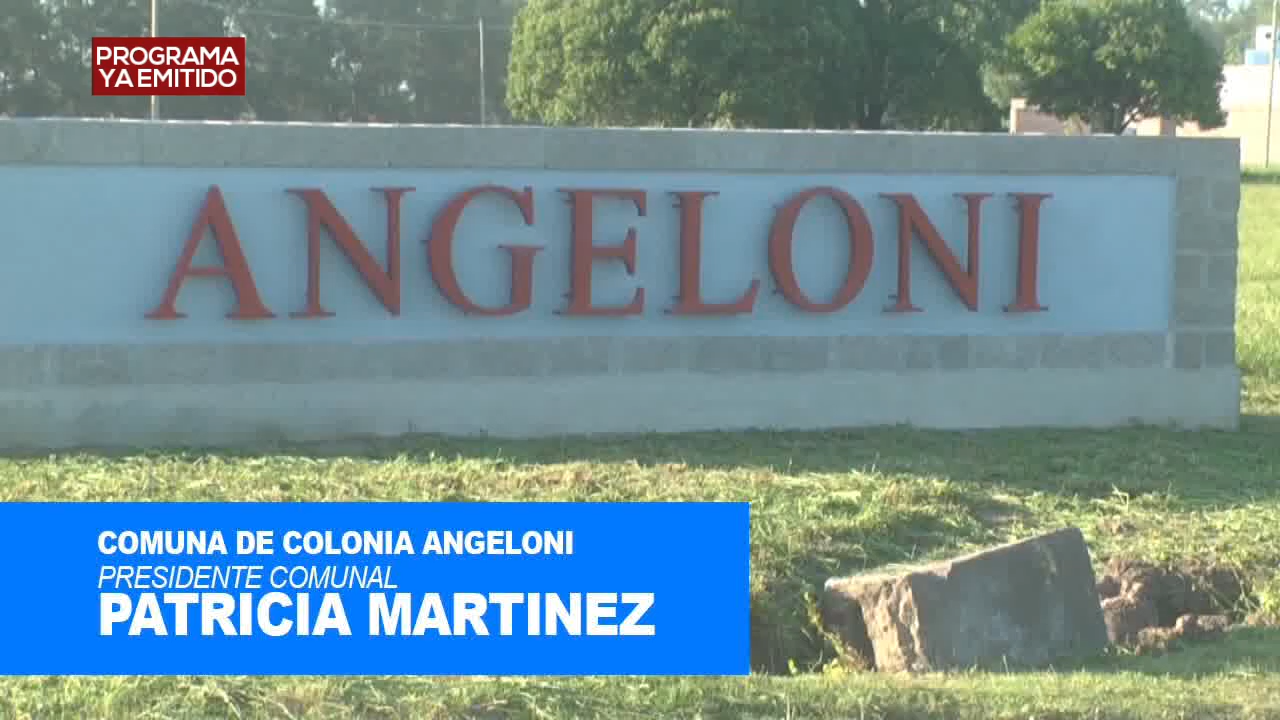 PROGRAMA
YA EMITIDO
ANGELONI
COMUNA DE COLONIA ANGELONI
PRESIDENTE COMUNAL
PATRICIA MARTINEZ